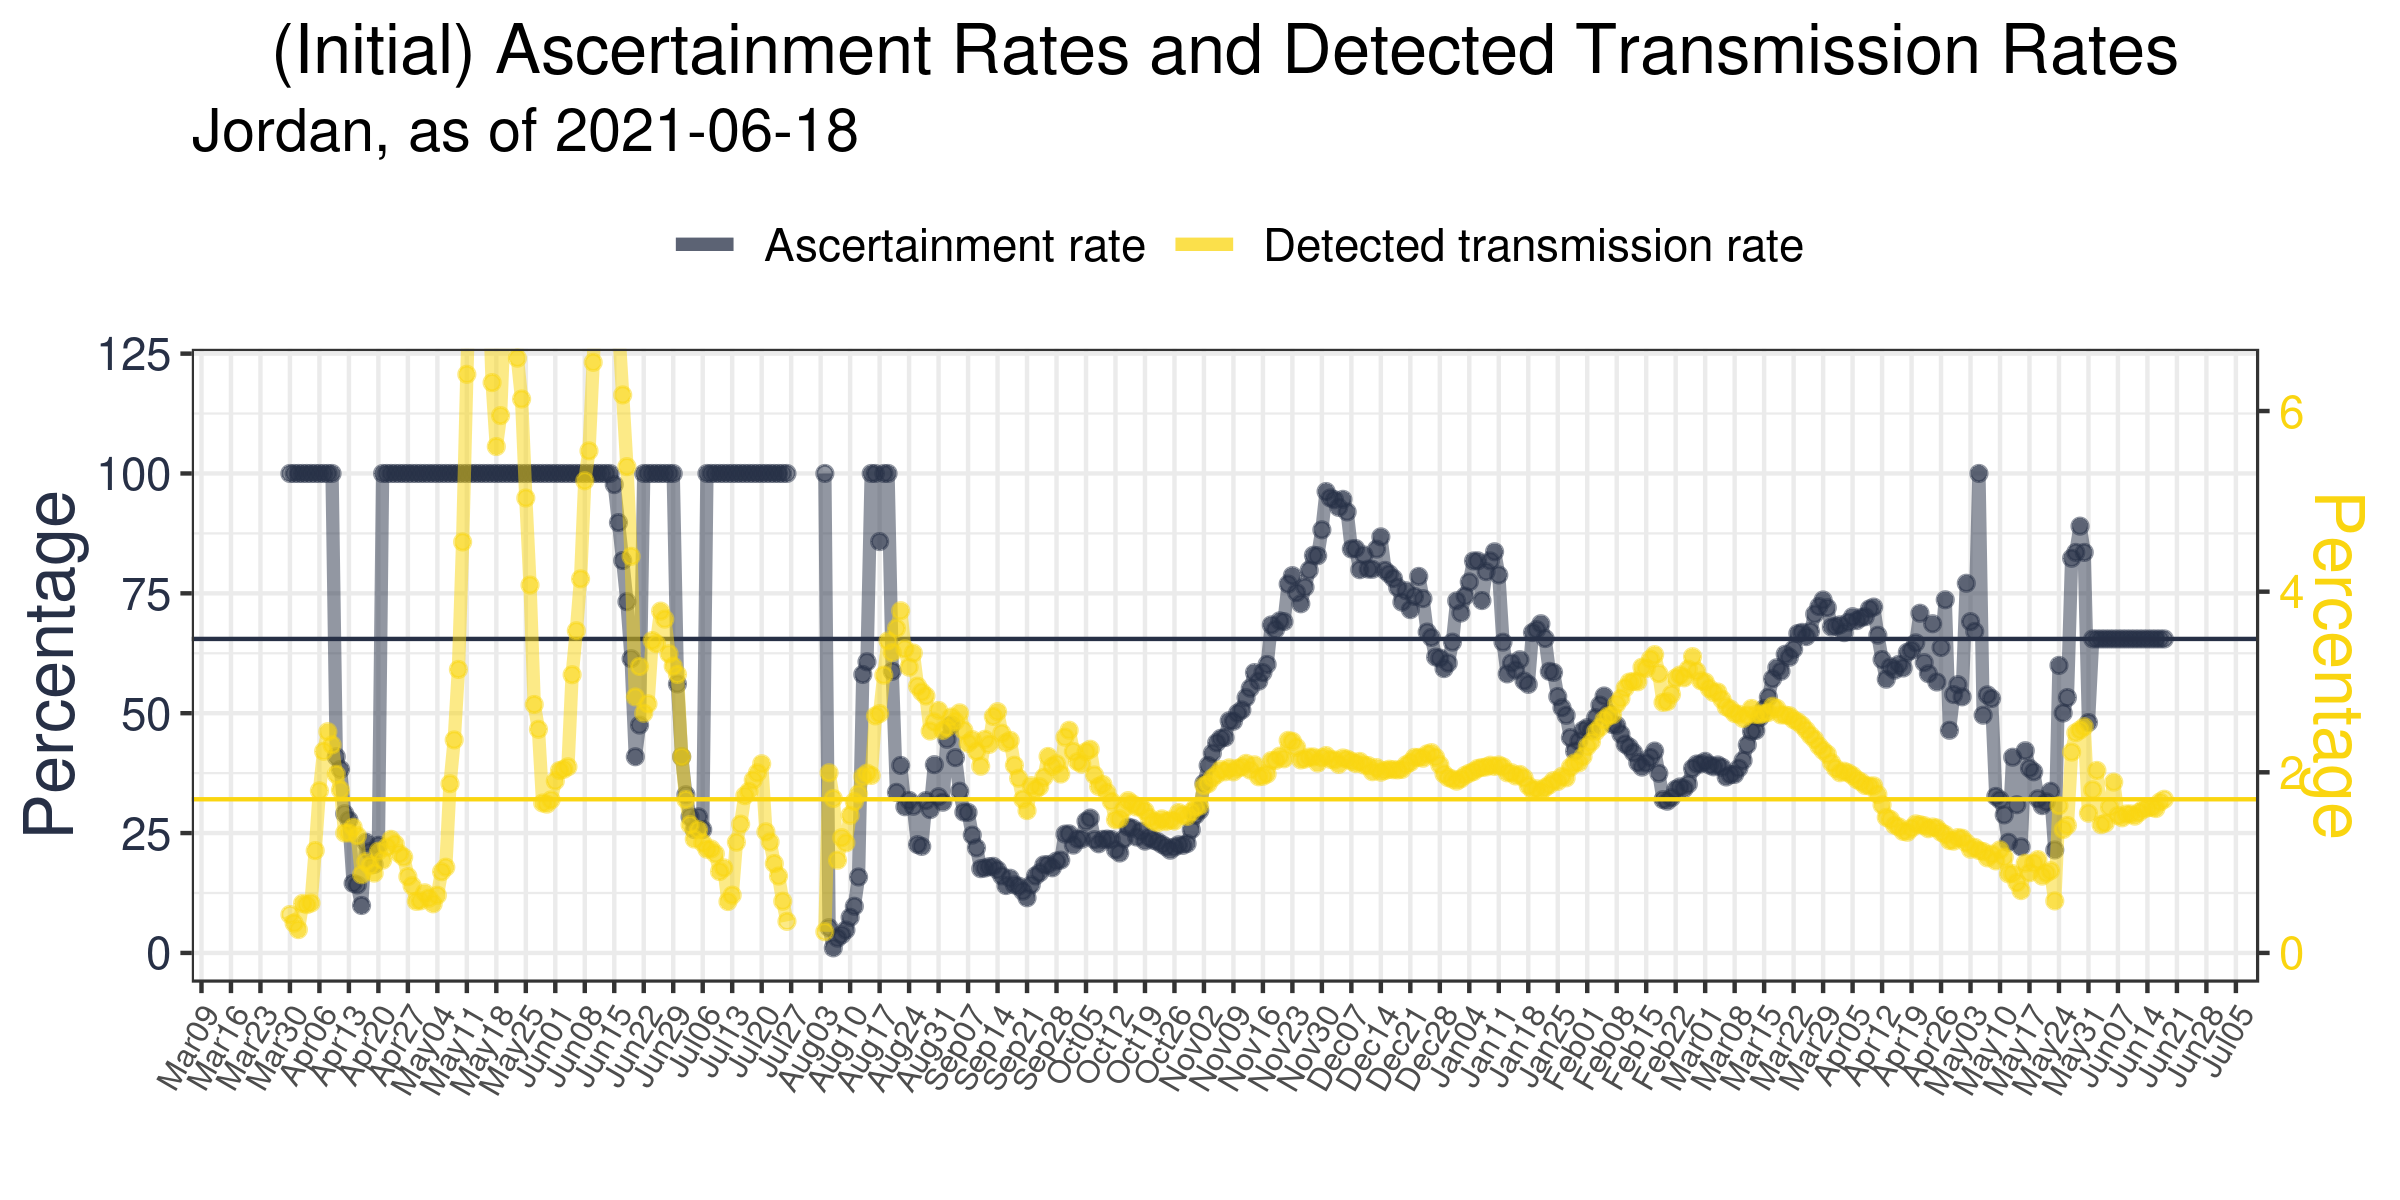 (Initial) Ascertainment Rates and Detected Transmission Rates
Jordan, as of 2021-06-18
Ascertainment rate
Detected transmission rate
Percentage
125
100
75
50
25
0
6
4
2
0
Percentage
Mar09
Mar16
Mar23
Mar30
Apr06
Apr13
Apr20
Apr27
May04
May11
May18
May25
Jun01
Jun08
Jun15
Jun22
Jun29
Jul06
Jul13
Jul20
Jul27
Aug03
Aug10
Aug17
Aug24
Aug31
Sep07
Sep14
Sep21
Sep28
Oct05
Oct12
Oct19
Oct26
Nov02
Nov09
Nov16
Nov23
Nov30
Dec07
Dec14
Dec21
Dec28
Jan04
Jan11
Jan18
Jan25
Feb01
Feb08
Feb15
Feb22
Mar01
Mar08
Mar15
Mar22
Mar29
Apr05
Apr12
Apr19
Apr26
May03
May10
May17
May24
May31
Jun07
Jun14
Jun21
Jun28
Jul05